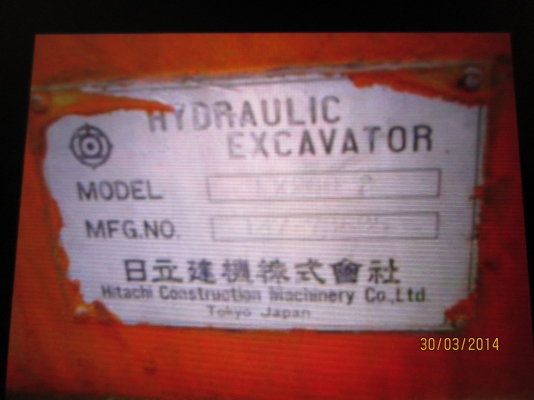 HYDRAULIC
EXCAVATOR
MODEL
MFG.NO.
日立建機株式會社
Hitachi Construction Machinery Co.,Ltd
Tokyo Japan
30/03/2014